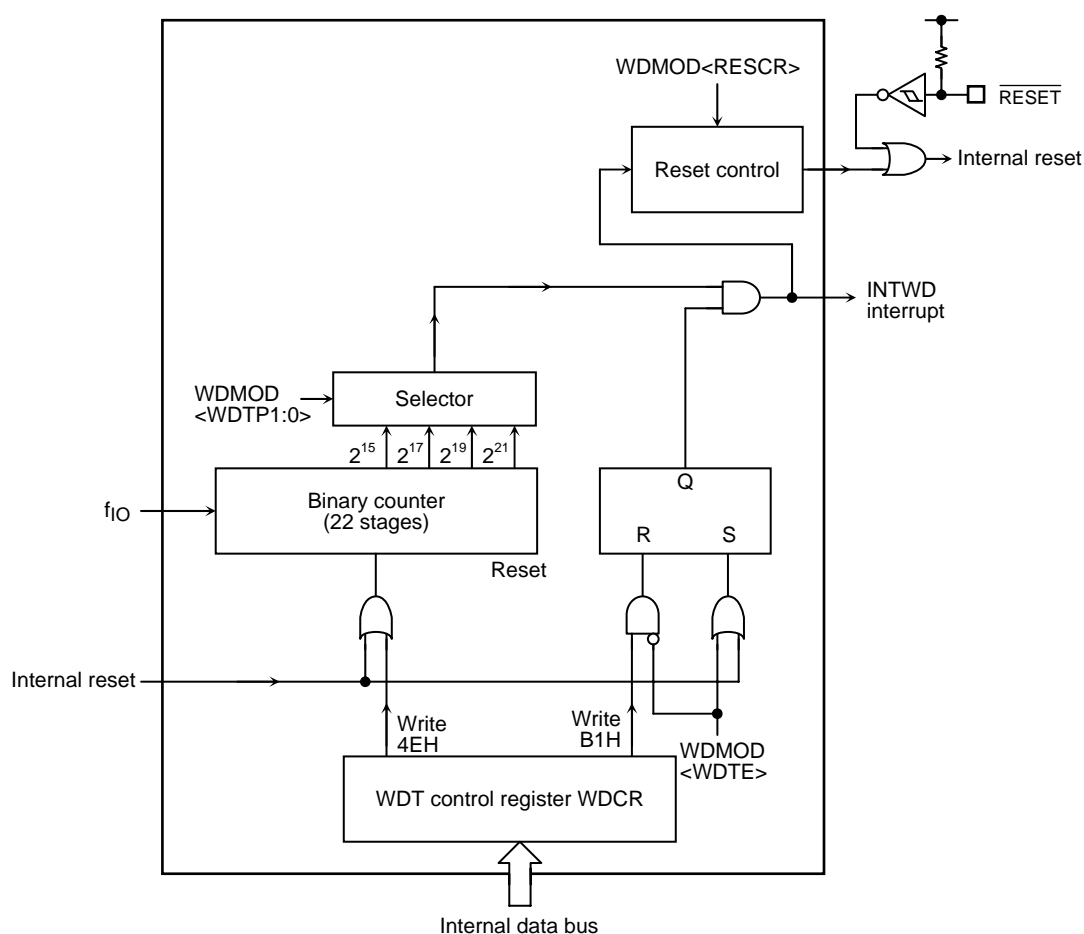 WDMOD<RESCR>
RESET
Reset control
Internal reset
INTWD
interrupt
WDMOD
<WDTP1:0>
Selector
2^15 2^17 2^19 2^21
fIO
Binary counter
(22 stages)
Q
R S
Reset
Internal reset
Write
4EH
Write
B1H
WDMOD
<WDTE>
WDT control register WDCR
Internal data bus